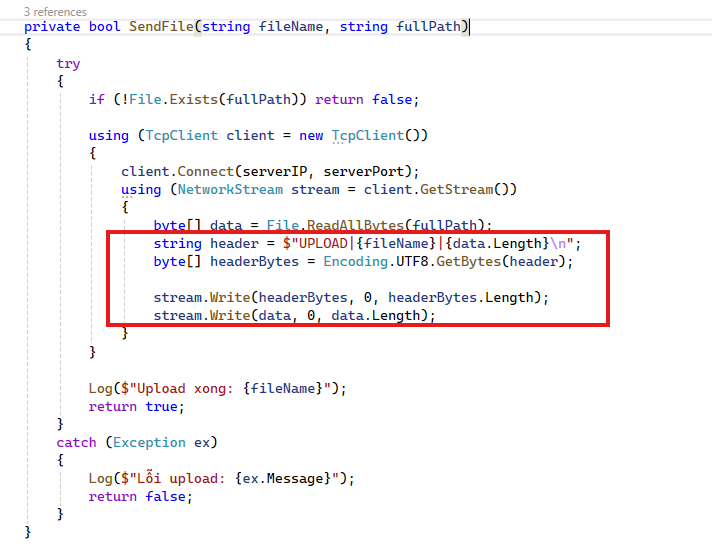 3 references
private bool SendFile(string fileName, string fullPath)
{
try
{
if (!File.Exists(fullPath)) return false;
using (TcpClient client = new TcpClient())
{
client.Connect(serverIP, serverPort);
using (NetworkStream stream = client.GetStream())
{
byte[] data = File.ReadAllBytes(fullPath);
string header = $"UPLOAD|{fileName}|{data.Length}\n";
byte[] headerBytes = Encoding.UTF8.GetBytes(header);
stream.Write(headerBytes, 0, headerBytes.Length);
stream.Write(data, 0, data.Length);
}
}
Log($"Upload xong: {fileName}");
return true;
}
catch (Exception ex)
{
Log($"Lỗi upload: {ex.Message}");
return false;
}
}